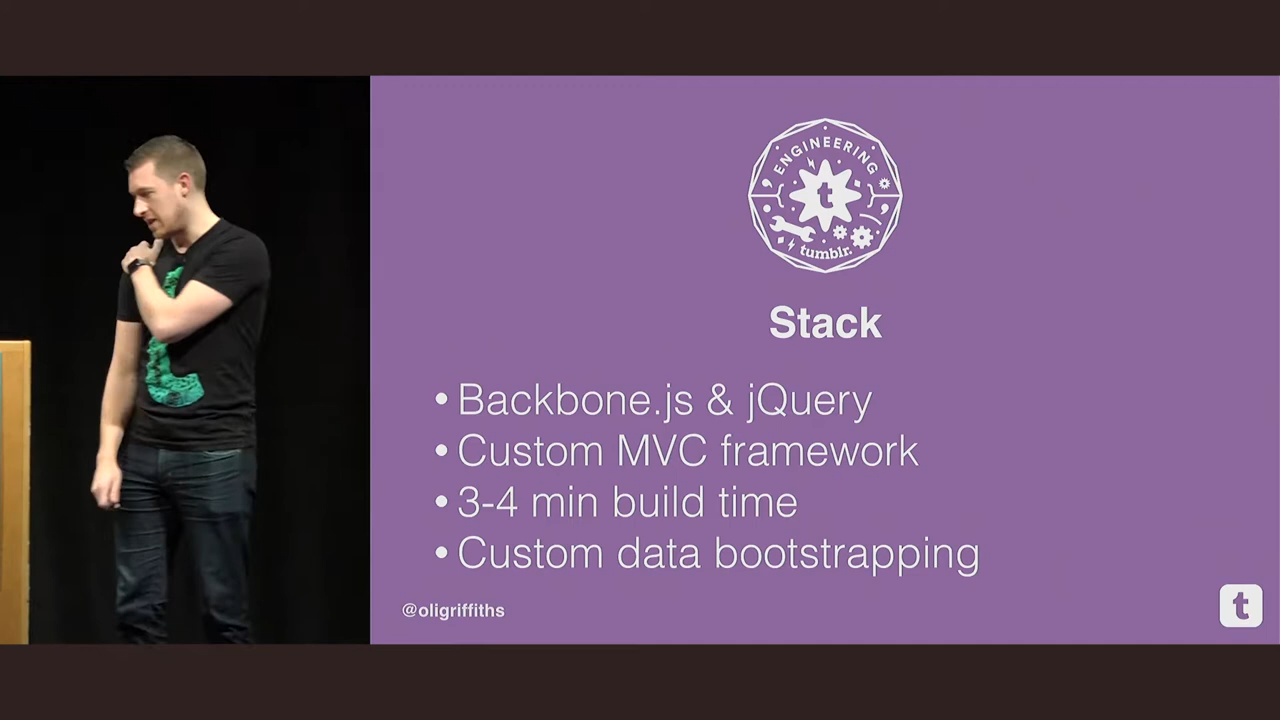 ENGINEERING
t
tumblr.
Stack
• Backbone.js & jQuery
• Custom MVC framework
• 3-4 min build time
• Custom data bootstrapping
@oligriffiths
t